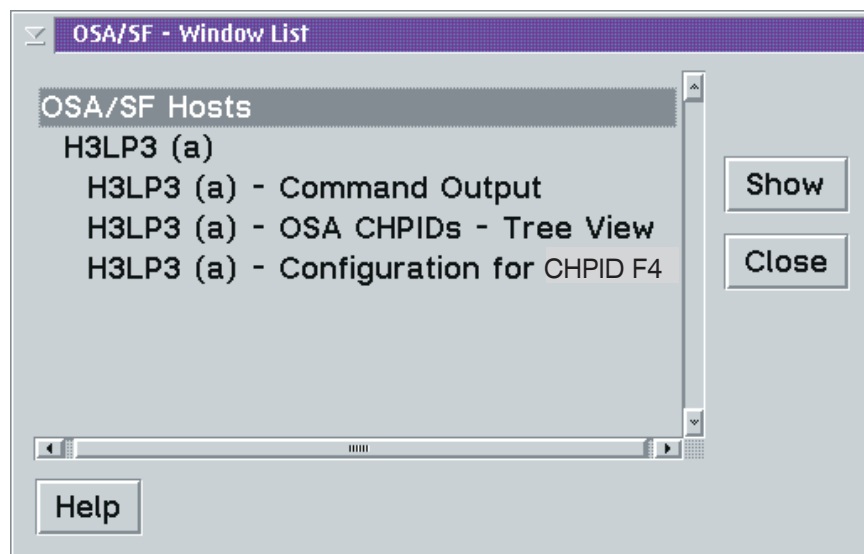 OSA/SF - Window List
OSA/SF Hosts
H3LP3 (a)
H3LP3 (a) - Command Output
H3LP3 (a) - OSA CHPIDs - Tree View
H3LP3 (a) - Configuration for CHPID F4
Show
Close
Help